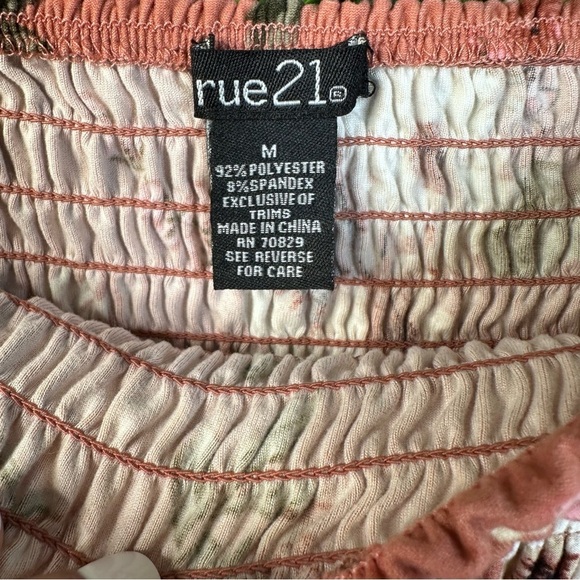 rue21®
M
92% POLYESTER
8% SPANDEX
EXCLUSIVE OF
TRIMS
MADE IN CHINA
RN 70829
SEE REVERSE
FOR CARE